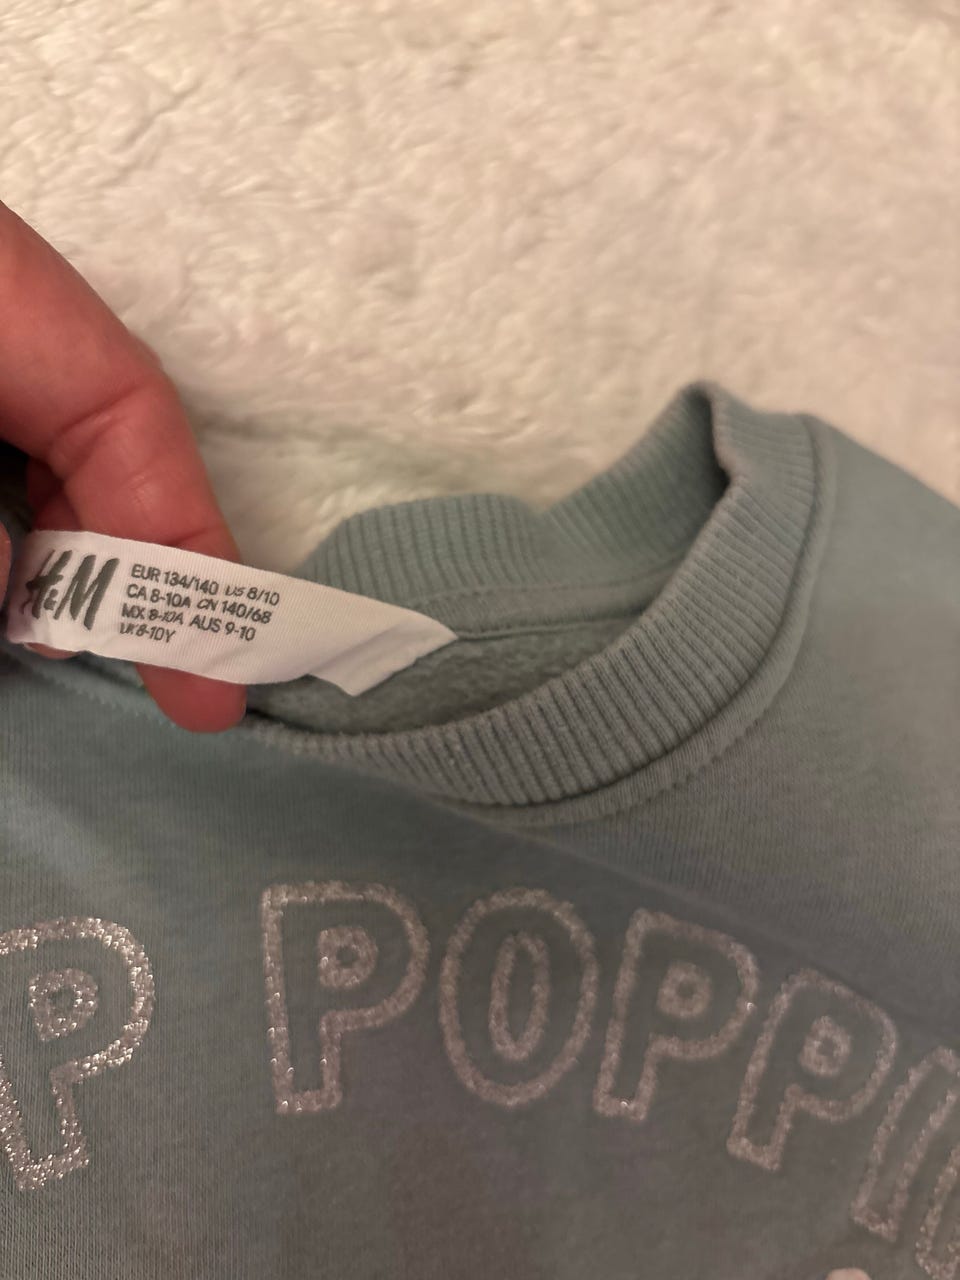 H&M
EUR 134/140 US 8/10
CA 8-10A CN 140/68
MX 8-10A AUS 9-10
UK 8-10Y
P POPPI